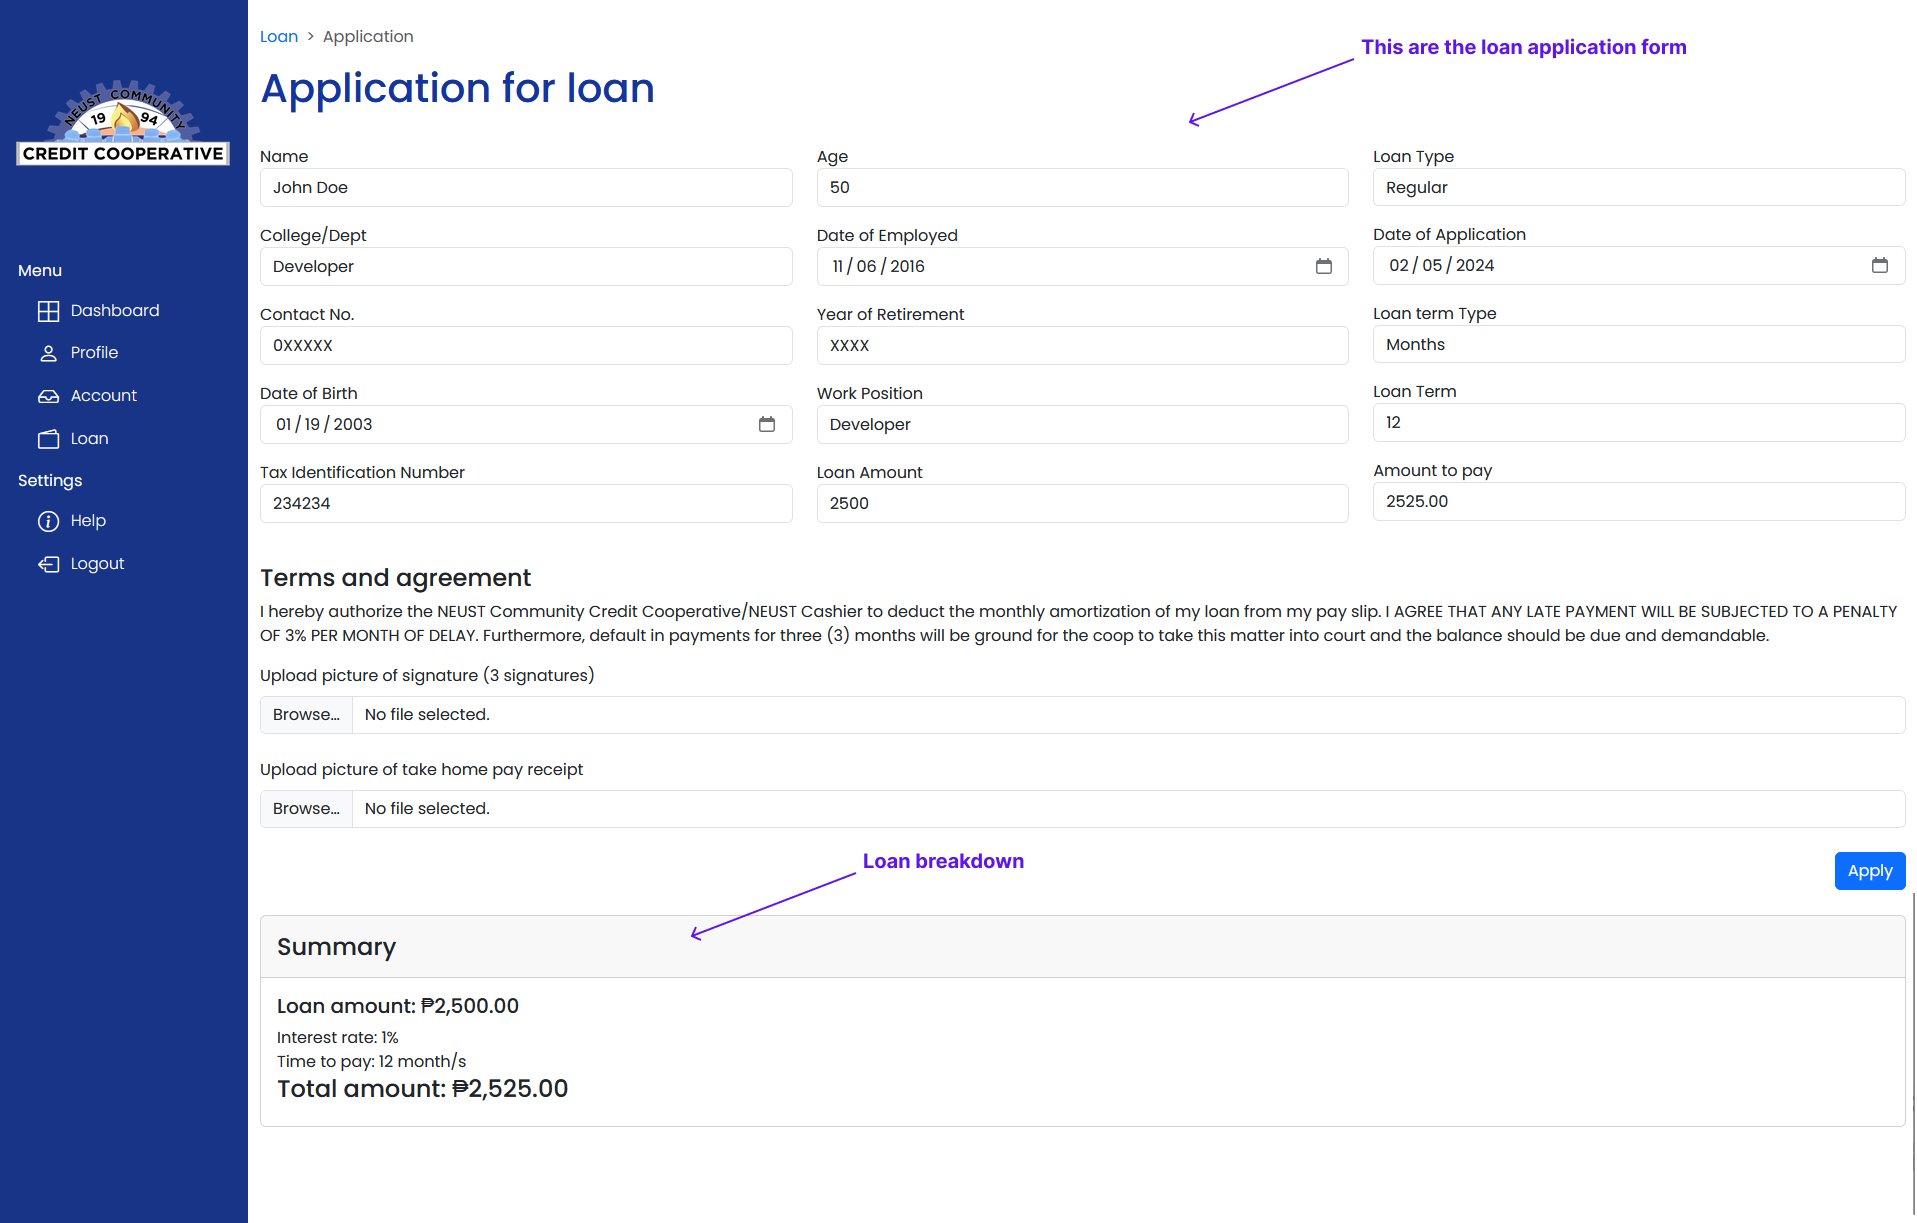 NEUST COMMUNITY
19 94
CREDIT COOPERATIVE
Menu
Dashboard
Profile
Account
Loan
Settings
Help
Logout
Loan > Application
This are the loan application form
Application for loan
Name
John Doe
Age
50
Loan Type
Regular
College/Dept
Developer
Date of Employed
11 / 06 / 2016
Date of Application
02 / 05 / 2024
Contact No.
0XXXXX
Year of Retirement
XXXX
Loan term Type
Months
Date of Birth
01 / 19 / 2003
Work Position
Developer
Loan Term
12
Tax Identification Number
234234
Loan Amount
2500
Amount to pay
2525.00
Terms and agreement
I hereby authorize the NEUST Community Credit Cooperative/NEUST Cashier to deduct the monthly amortization of my loan from my pay slip. I AGREE THAT ANY LATE PAYMENT WILL BE SUBJECTED TO A PENALTY
OF 3% PER MONTH OF DELAY. Furthermore, default in payments for three (3) months will be ground for the coop to take this matter into court and the balance should be due and demandable.
Upload picture of signature (3 signatures)
Browse... No file selected.
Upload picture of take home pay receipt
Browse... No file selected.
Loan breakdown
Apply
Summary
Loan amount: ₱2,500.00
Interest rate: 1%
Time to pay: 12 month/s
Total amount: ₱2,525.00